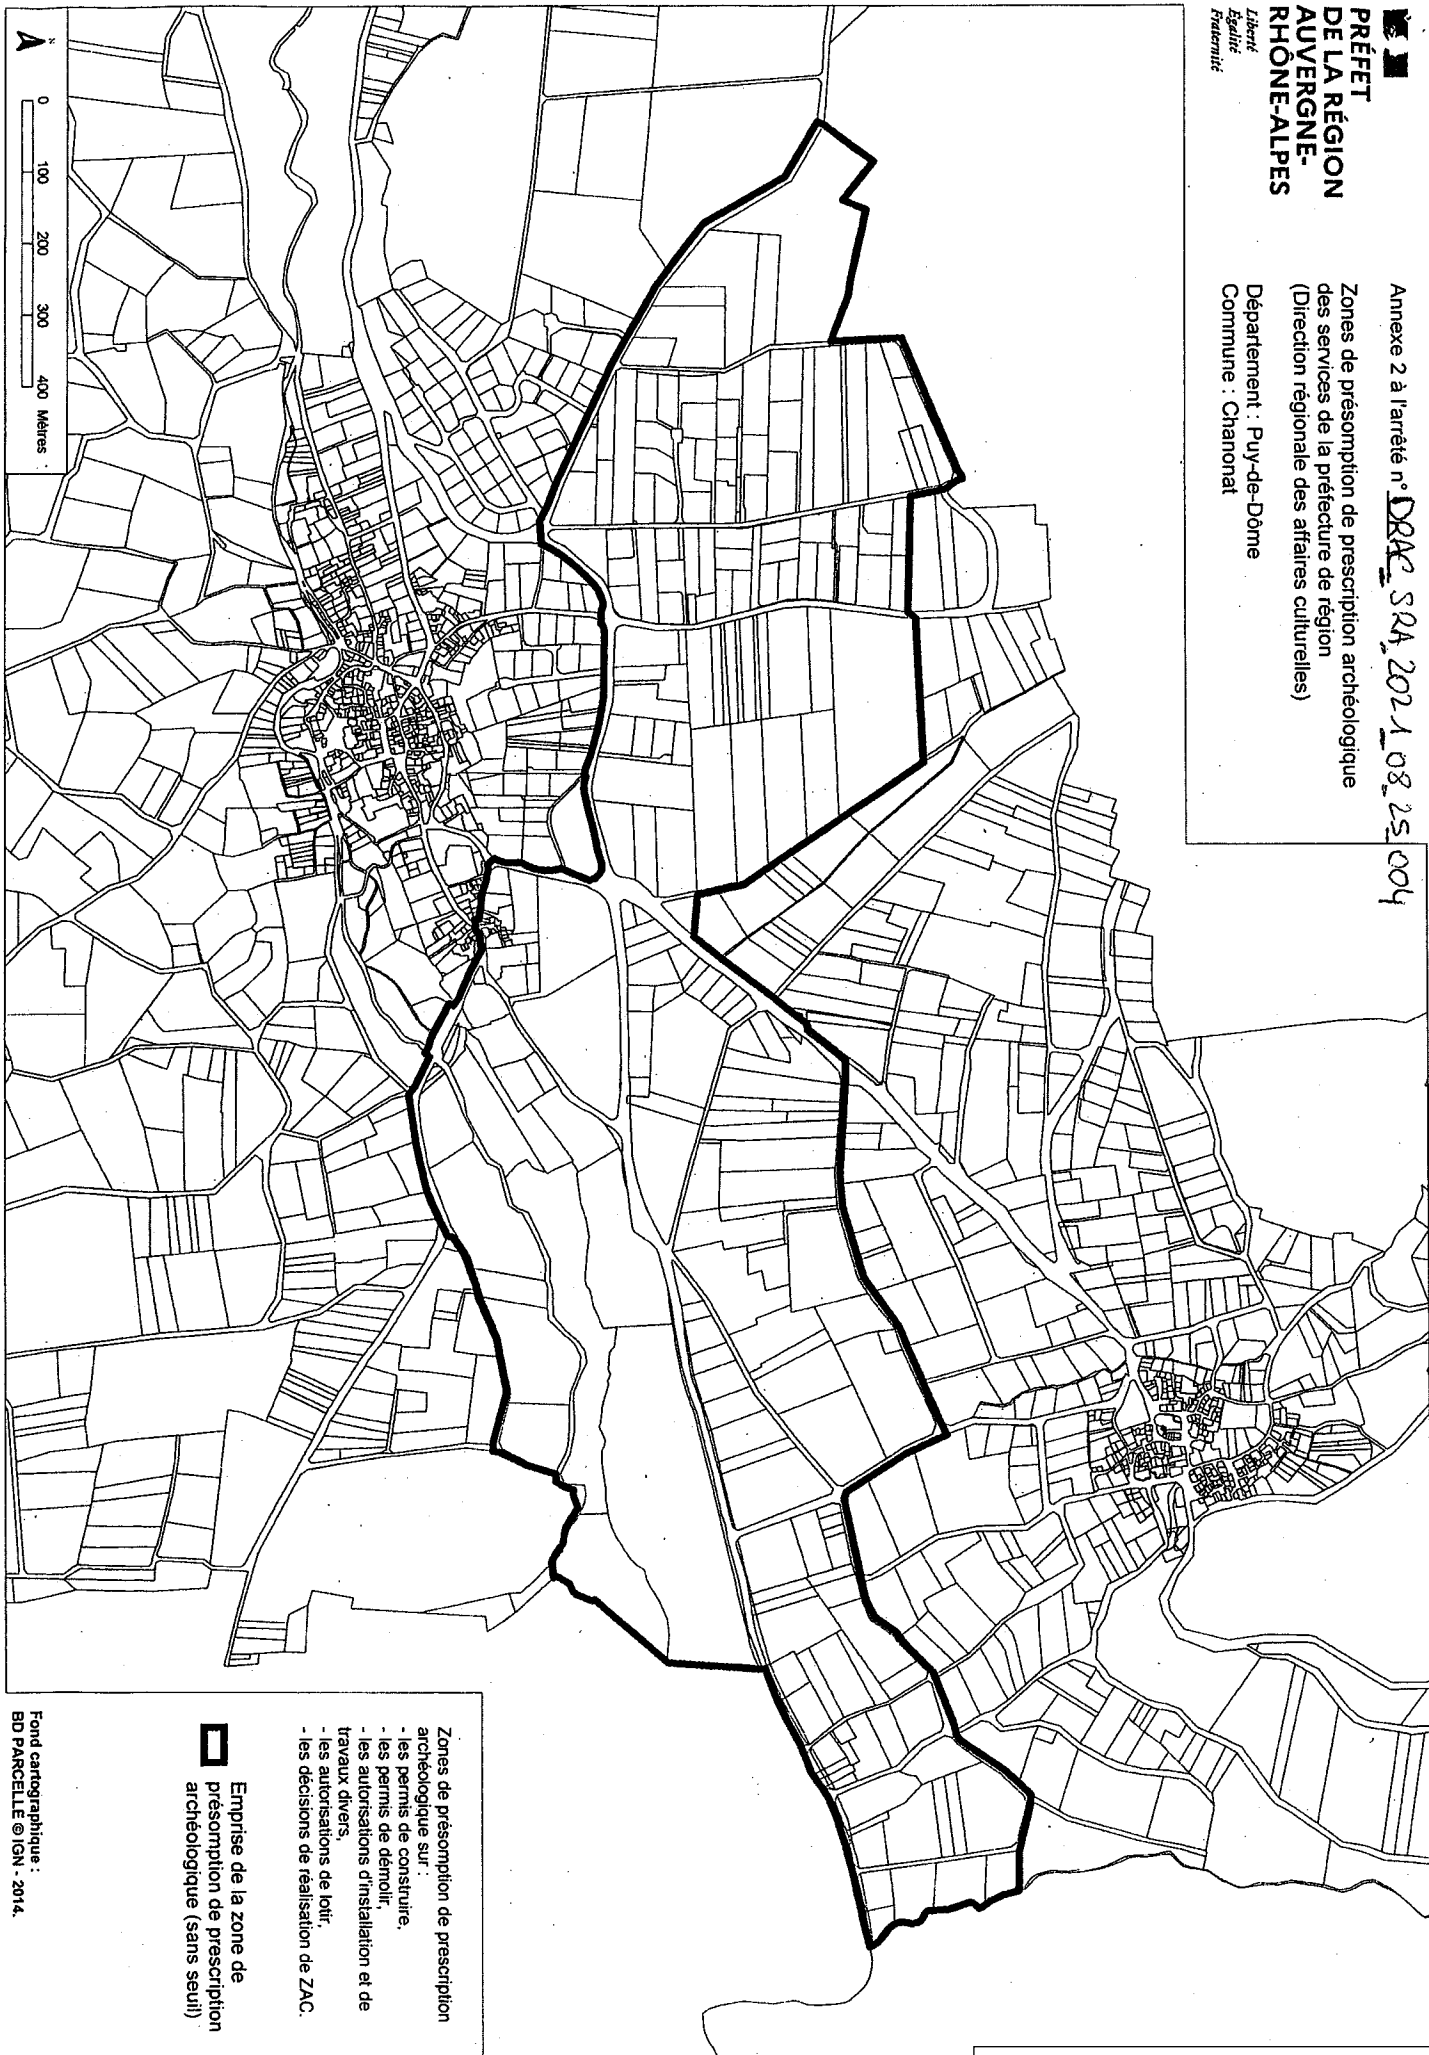 PRÉFET
DE LA RÉGION
AUVERGNE-
RHÔNE-ALPES
Liberté
Égalité
Fraternité
Annexe 2 à l'arrêté n° DRAC_SRA_2021_08_25_004
Zones de présomption de prescription archéologique
des services de la préfecture de région
(Direction régionale des affaires culturelles)
Département : Puy-de-Dôme
Commune : Chanonat
N
0 100 200 300 400 Mètres
Zones de présomption de prescription
archéologique sur :
- les permis de construire,
- les permis de démolir,
- les autorisations d'installation et de
travaux divers,
- les autorisations de lotir,
- les décisions de réalisation de ZAC.
Emprise de la zone de
présomption de prescription
archéologique (sans seuil)
Fond cartographique :
BD PARCELLE © IGN - 2014.